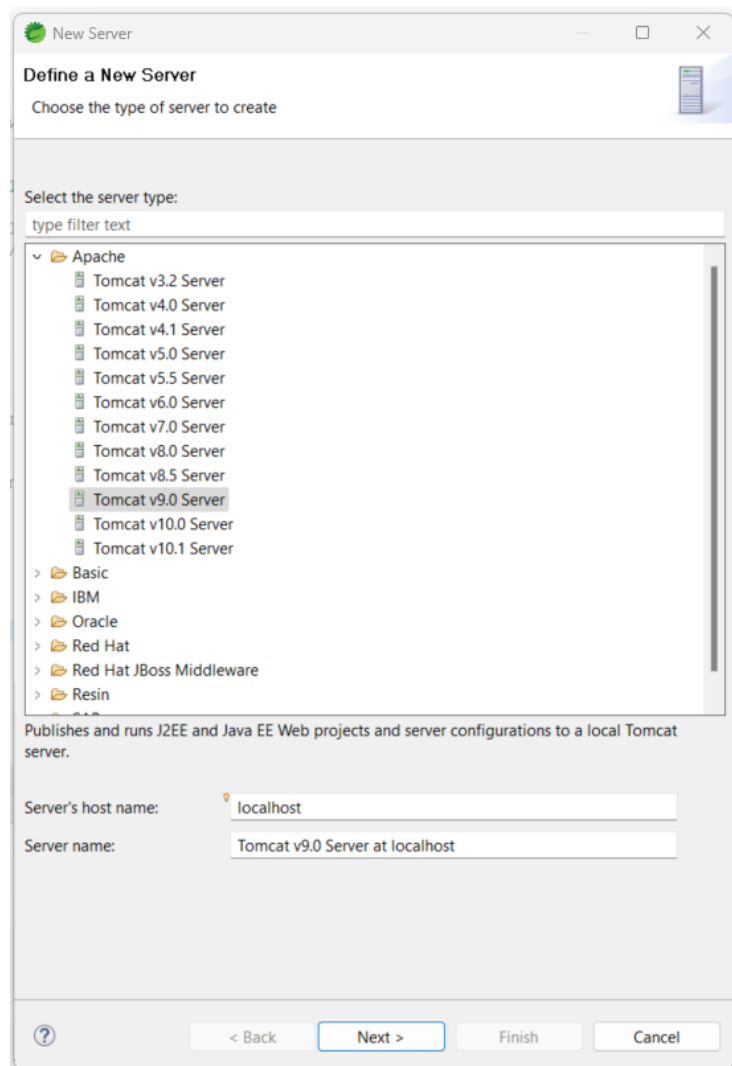 New Server
Define a New Server
Choose the type of server to create
Select the server type:
type filter text
Apache
Tomcat v3.2 Server
Tomcat v4.0 Server
Tomcat v4.1 Server
Tomcat v5.0 Server
Tomcat v5.5 Server
Tomcat v6.0 Server
Tomcat v7.0 Server
Tomcat v8.0 Server
Tomcat v8.5 Server
Tomcat v9.0 Server
Tomcat v10.0 Server
Tomcat v10.1 Server
Basic
IBM
Oracle
Red Hat
Red Hat JBoss Middleware
Resin
Publishes and runs J2EE and Java EE Web projects and server configurations to a local Tomcat
server.
Server's host name: localhost
Server name: Tomcat v9.0 Server at localhost
? < Back Next > Finish Cancel